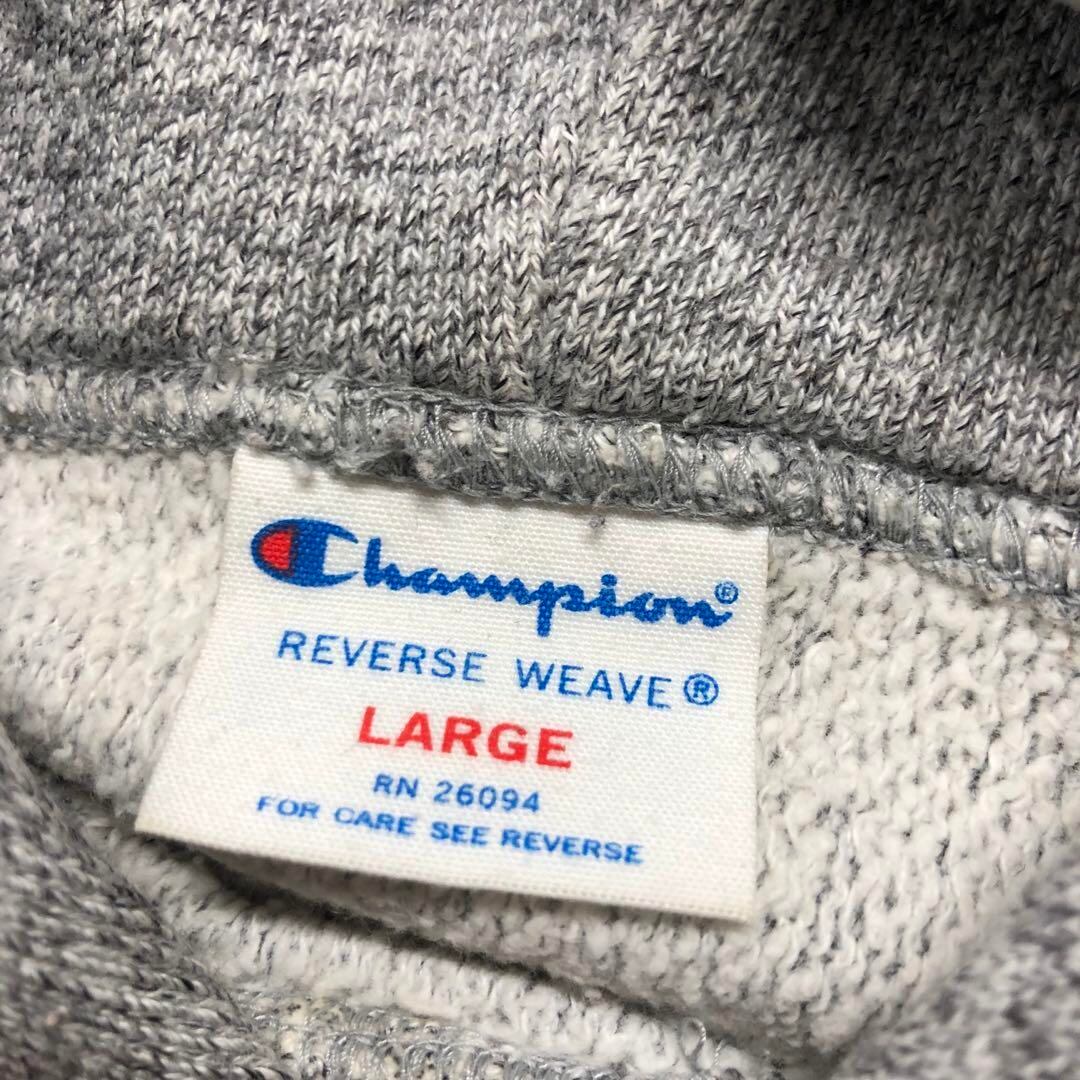 Champion®
REVERSE WEAVE®
LARGE
RN 26094
FOR CARE SEE REVERSE